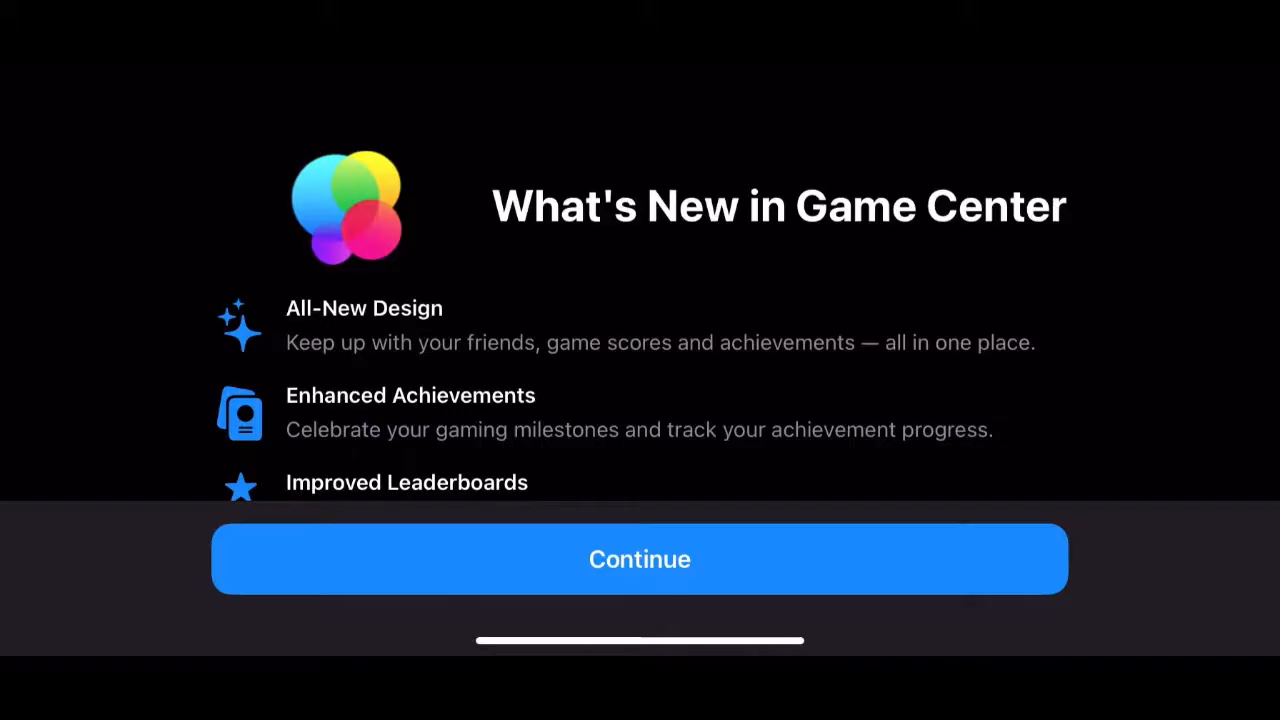 What's New in Game Center
All-New Design
Keep up with your friends, game scores and achievements — all in one place.
Enhanced Achievements
Celebrate your gaming milestones and track your achievement progress.
Improved Leaderboards
Continue